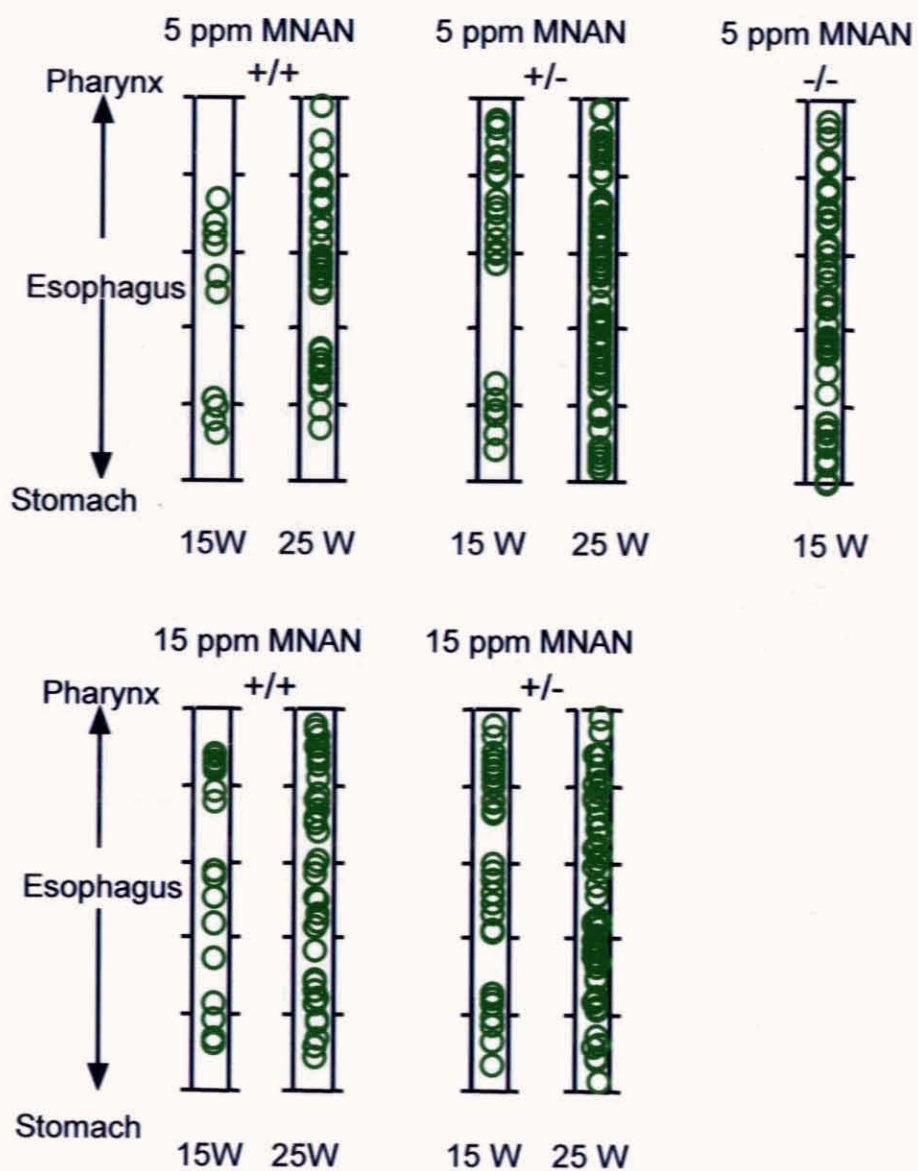 5 ppm MNAN 5 ppm MNAN 5 ppm MNAN
+/+ +/- -/-
Pharynx
Esophagus
Stomach
15W 25 W 15 W 25 W 15 W
15 ppm MNAN 15 ppm MNAN
+/+ +/-
Pharynx
Esophagus
Stomach
15W 25W 15 W 25 W